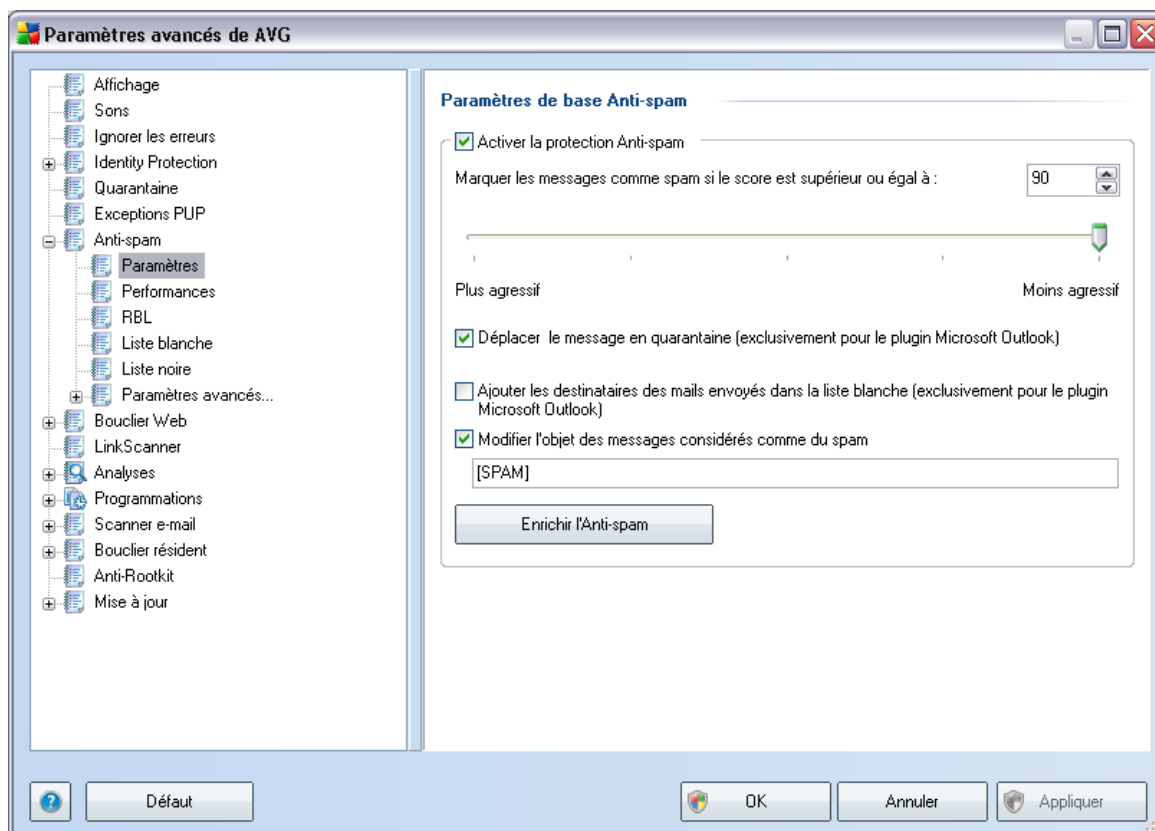 Paramètres avancés de AVG
Affichage
Sons
Ignorer les erreurs
Identity Protection
Quarantaine
Exceptions PUP
Anti-spam
Paramètres
Performances
RBL
Liste blanche
Liste noire
Paramètres avancés...
Bouclier Web
LinkScanner
Analyses
Programmations
Scanner e-mail
Bouclier résident
Anti-Rootkit
Mise à jour
Paramètres de base Anti-spam
Activer la protection Anti-spam
Marquer les messages comme spam si le score est supérieur ou égal à : 90
Plus agressif Moins agressif
Déplacer le message en quarantaine (exclusivement pour le plugin Microsoft Outlook)
Ajouter les destinataires des mails envoyés dans la liste blanche (exclusivement pour le plugin
Microsoft Outlook)
Modifier l'objet des messages considérés comme du spam
[SPAM]
Enrichir l'Anti-spam
? Défaut OK Annuler Appliquer